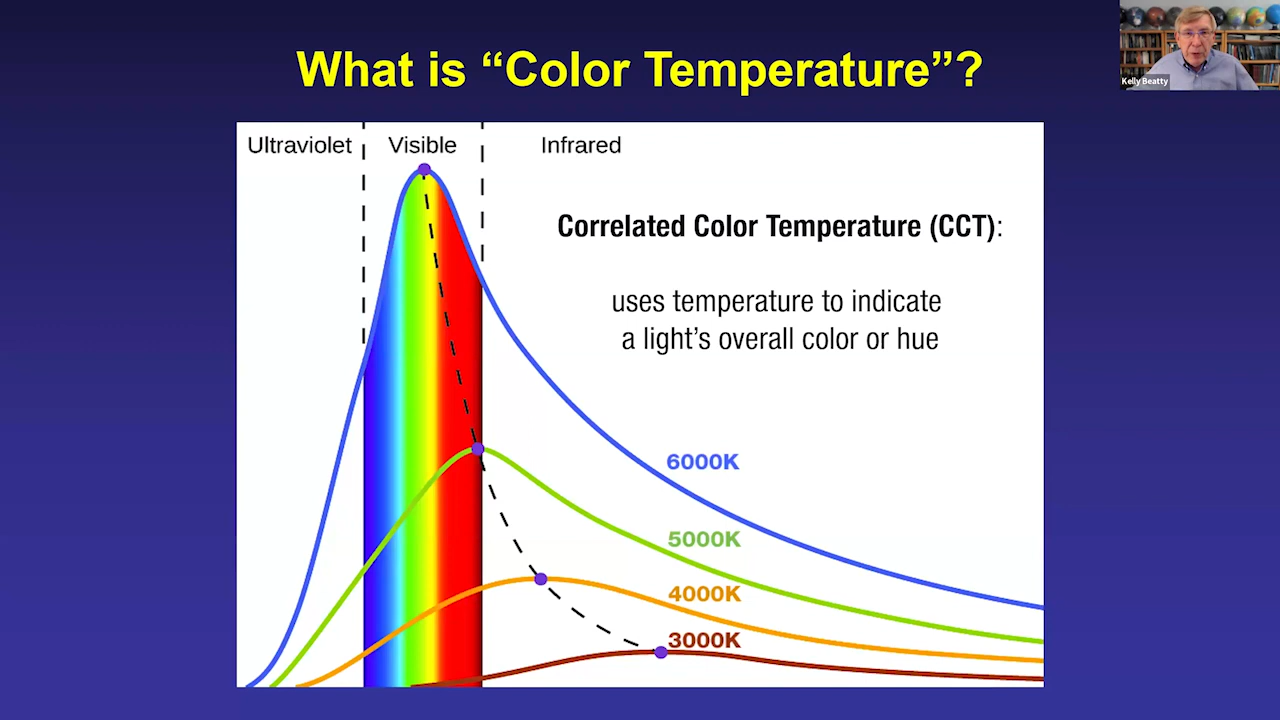 What is “Color Temperature”?
Kelly Beatty
Ultraviolet
Visible
Infrared
Correlated Color Temperature (CCT):
uses temperature to indicate
a light’s overall color or hue
6000K
5000K
4000K
3000K